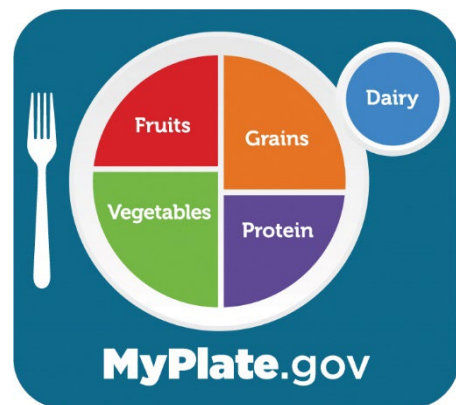 Fruits
Grains
Dairy
Vegetables
Protein
MyPlate.gov